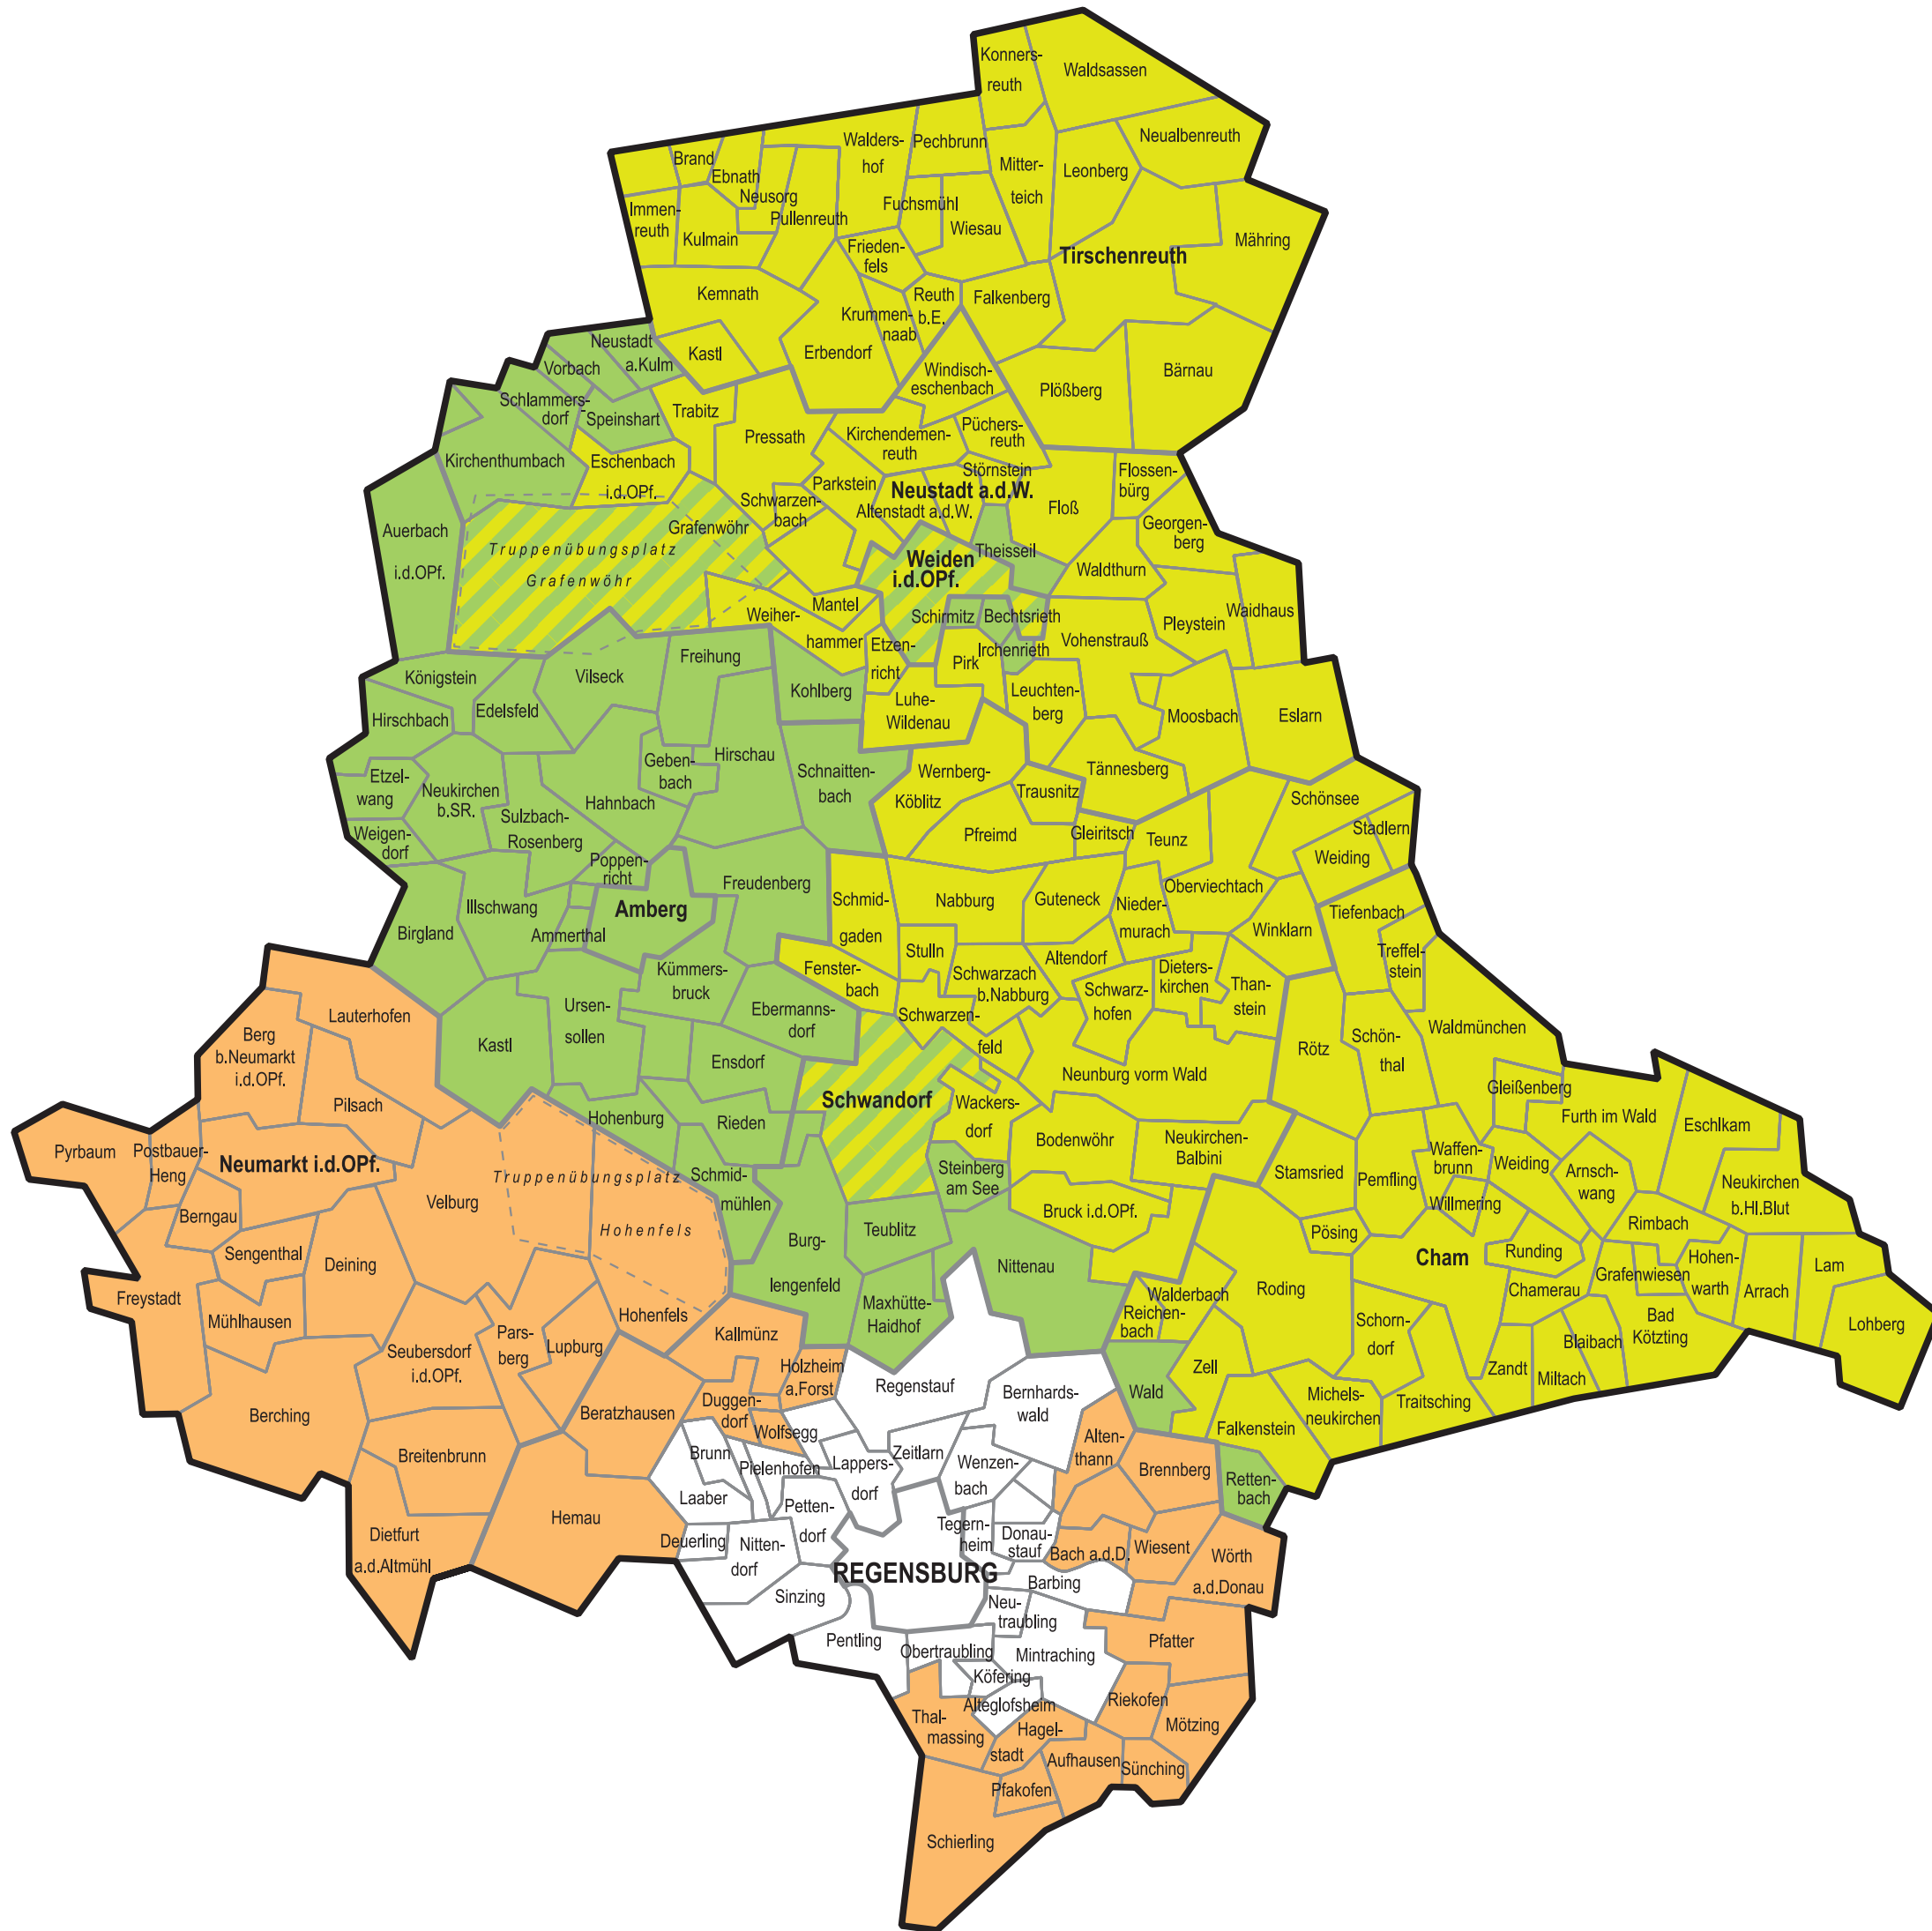 Konners-
reuth
Waldsassen
Neualbenreuth
Walders-
hof
Pechbrunn
Mitter-
teich
Leonberg
Brand
Ebnath
Neusorg
Pullenreuth
Immen-
reuth
Kulmain
Fuchsmühl
Wiesau
Frieden-
fels
Tirschenreuth
Mähring
Kemnath
Krummen-
naab
Reuth
b.E.
Falkenberg
Neustadt
a.Kulm
Kastl
Erbendorf
Windisch-
eschenbach
Plößberg
Bärnau
Vorbach
Schlammers-
dorf
Speinshart
Trabitz
Pressath
Kirchendemen-
reuth
Püchers-
reuth
Kirchenthumbach
Eschenbach
i.d.OPf.
Parkstein
Störnstein
Flossen-
bürg
Neustadt a.d.W.
Altenstadt a.d.W.
Floß
Schwarzen-
bach
Grafenwöhr
Georgen-
berg
Auerbach
i.d.OPf.
Truppenübungsplatz
Grafenwöhr
Weiden
i.d.OPf.
Theisseil
Waldthurn
Waidhaus
Pleystein
Mantel
Weiher-
hammer
Schirmitz
Bechtsrieth
Vohenstrauß
Etzen-
richt
Pirk
Irchenrieth
Königstein
Vilseck
Freihung
Kohlberg
Luhe-
Wildenau
Leuchten-
berg
Moosbach
Eslarn
Hirschbach
Edelsfeld
Hirschau
Geben-
bach
Schnaitten-
bach
Wernberg-
Köblitz
Tännesberg
Trausnitz
Etzel-
wang
Neukirchen
b.SR.
Hahnbach
Sulzbach-
Rosenberg
Schönsee
Stadlern
Weiding
Pfreimd
Gleiritsch
Teunz
Weigen-
dorf
Poppen-
richt
Freudenberg
Oberviechtach
Illschwang
Amberg
Schmid-
gaden
Nabburg
Guteneck
Nieder-
murach
Winklarn
Tiefenbach
Treffel-
stein
Birgland
Ammerthal
Stulln
Altendorf
Fenster-
bach
Schwarzach
b.Nabburg
Dieters-
kirchen
Than-
stein
Kümmers-
bruck
Ebermanns-
dorf
Schwarz-
hofen
Schwarzen-
feld
Lauterhofen
Ursen-
sollen
Berg
b.Neumarkt
i.d.OPf.
Kastl
Ensdorf
Rötz
Schön-
thal
Waldmünchen
Neunburg vorm Wald
Gleißenberg
Furth im Wald
Eschlkam
Pilsach
Hohenburg
Rieden
Schwandorf
Wackers-
dorf
Bodenwöhr
Neukirchen-
Balbini
Pyrbaum
Postbauer-
Heng
Neumarkt i.d.OPf.
Velburg
Truppenübungsplatz
Hohenfels
Schmid-
mühlen
Steinberg
am See
Stamsried
Pemfling
Waffen-
brunn
Weiding
Arnsch-
wang
Neukirchen
b.Hl.Blut
Willmering
Berngau
Sengenthal
Deining
Burg-
lengenfeld
Teublitz
Bruck i.d.OPf.
Pösing
Cham
Runding
Rimbach
Hohen-
warth
Lam
Nittenau
Grafenwiesen
Chamerau
Arrach
Freystadt
Mühlhausen
Hohenfels
Maxhütte-
Haidhof
Walderbach
Reichen-
bach
Roding
Schorn-
dorf
Bad
Kötzting
Blaibach
Lohberg
Seubersdorf
i.d.OPf.
Pars-
berg
Lupburg
Kallmünz
Holzheim
a.Forst
Zell
Zandt
Miltach
Wald
Michels-
neukirchen
Traitsching
Berching
Beratzhausen
Duggen-
dorf
Wolfsegg
Regenstauf
Bernhards-
wald
Falkenstein
Breitenbrunn
Brunn
Pielenhofen
Lappers-
dorf
Zeitlarn
Wenzen-
bach
Alten-
thann
Brennberg
Retten-
bach
Laaber
Petten-
dorf
Hemau
Deuerling
Nitten-
dorf
Tegern-
heim
Donau-
stauf
Bach a.d.D.
Wiesent
Wörth
a.d.Donau
Dietfurt
a.d.Altmühl
Sinzing
REGENSBURG
Barbing
Neu-
traubling
Pentling
Obertraubling
Mintraching
Pfatter
Köfering
Alteglofsheim
Riekofen
Mötzing
Thal-
massing
Hagel-
stadt
Aufhausen
Sünching
Pfakofen
Schierling